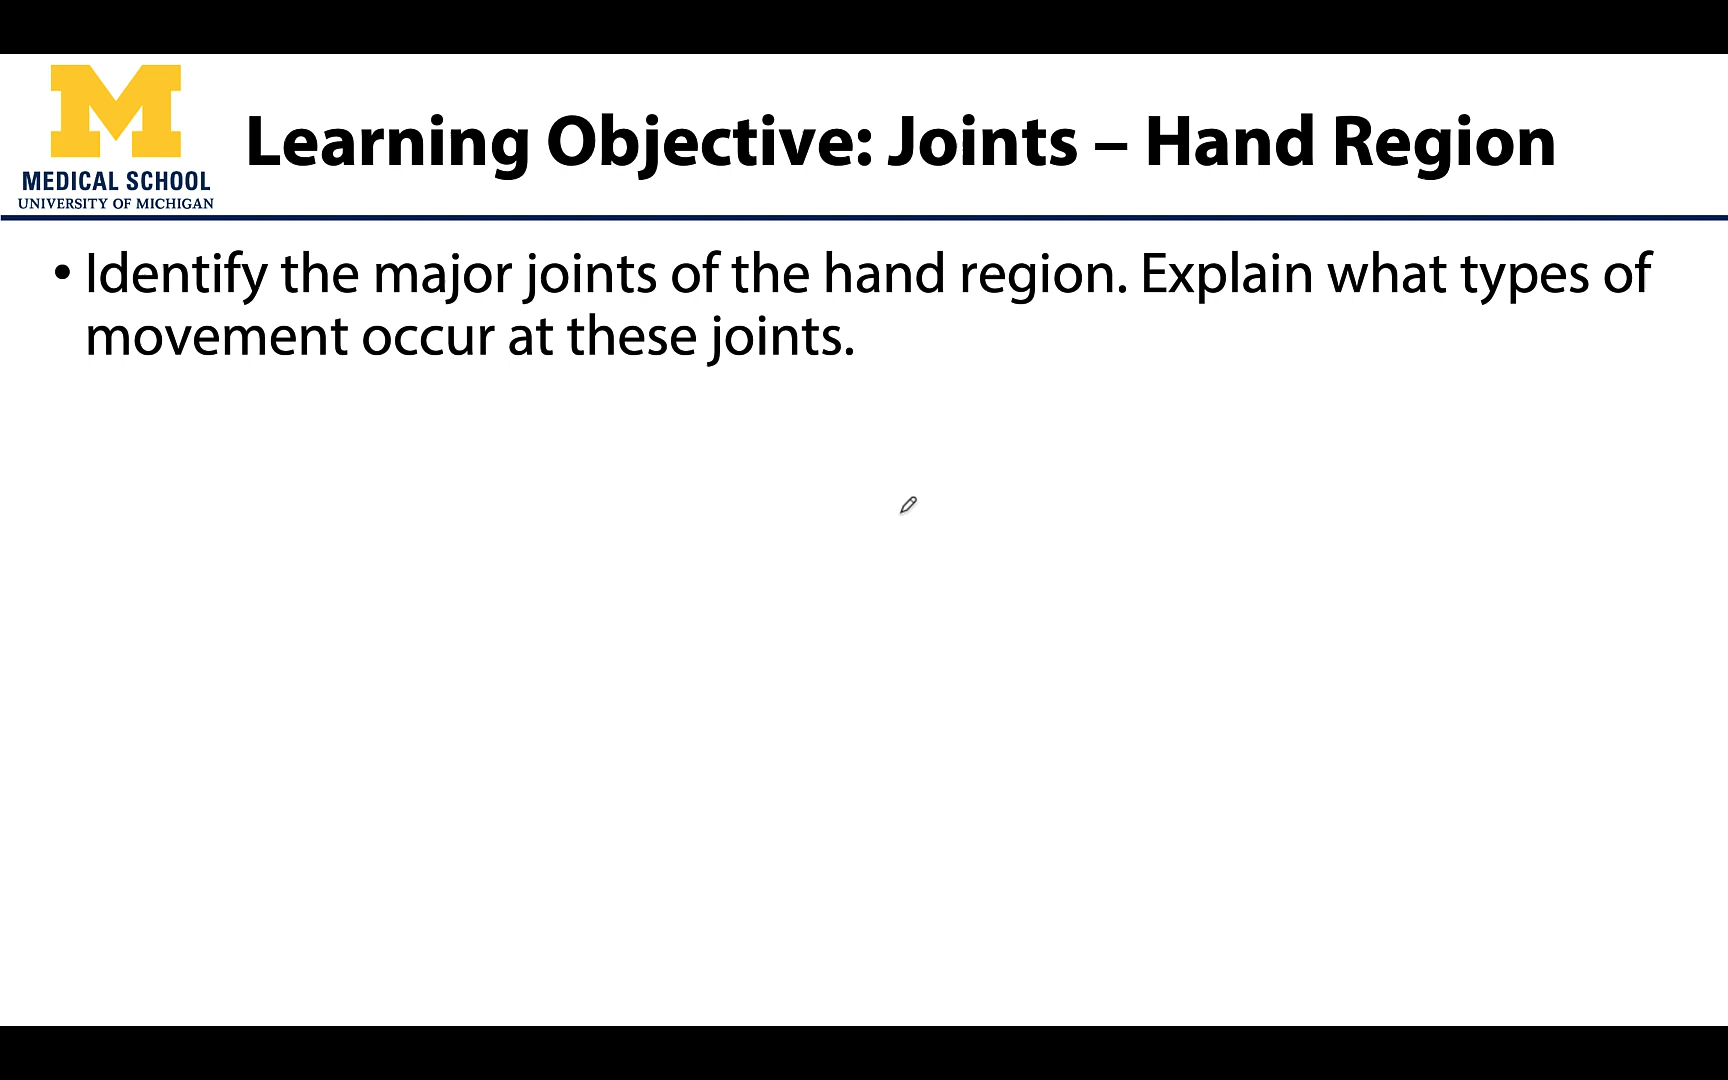 MEDICAL SCHOOL
UNIVERSITY OF MICHIGAN
Learning Objective: Joints – Hand Region
• Identify the major joints of the hand region. Explain what types of
movement occur at these joints.